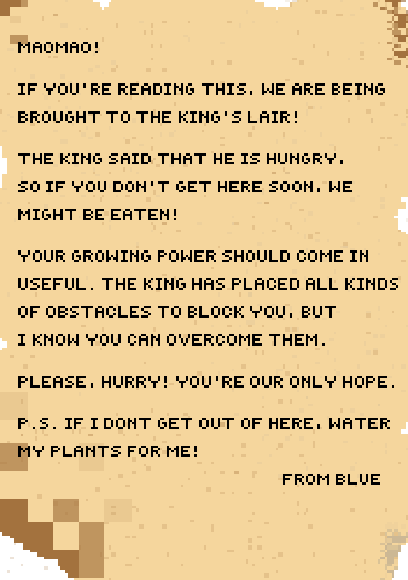 MAOMAO!
IF YOU'RE READING THIS, WE ARE BEING
BROUGHT TO THE KING'S LAIR!
THE KING SAID THAT HE IS HUNGRY.
SO IF YOU DON'T GET HERE SOON, WE
MIGHT BE EATEN!
YOUR GROWING POWER SHOULD COME IN
USEFUL. THE KING HAS PLACED ALL KINDS
OF OBSTACLES TO BLOCK YOU, BUT
I KNOW YOU CAN OVERCOME THEM.
PLEASE, HURRY! YOU'RE OUR ONLY HOPE.
P.S. IF I DONT GET OUT OF HERE, WATER
MY PLANTS FOR ME!
FROM BLUE